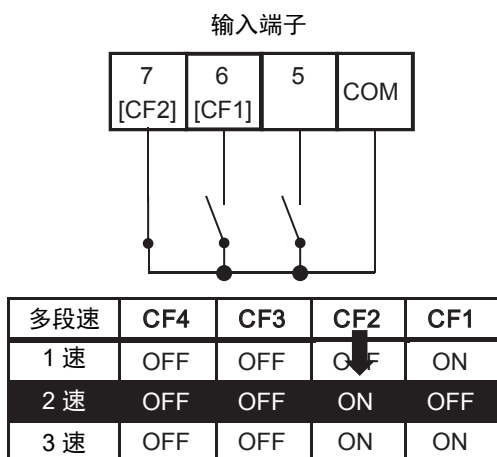 输入端子
7 6 5 COM
[CF2] [CF1]
多段速 CF4 CF3 CF2 CF1
1 速 OFF OFF OFF ON
2 速 OFF OFF ON OFF
3 速 OFF OFF ON ON